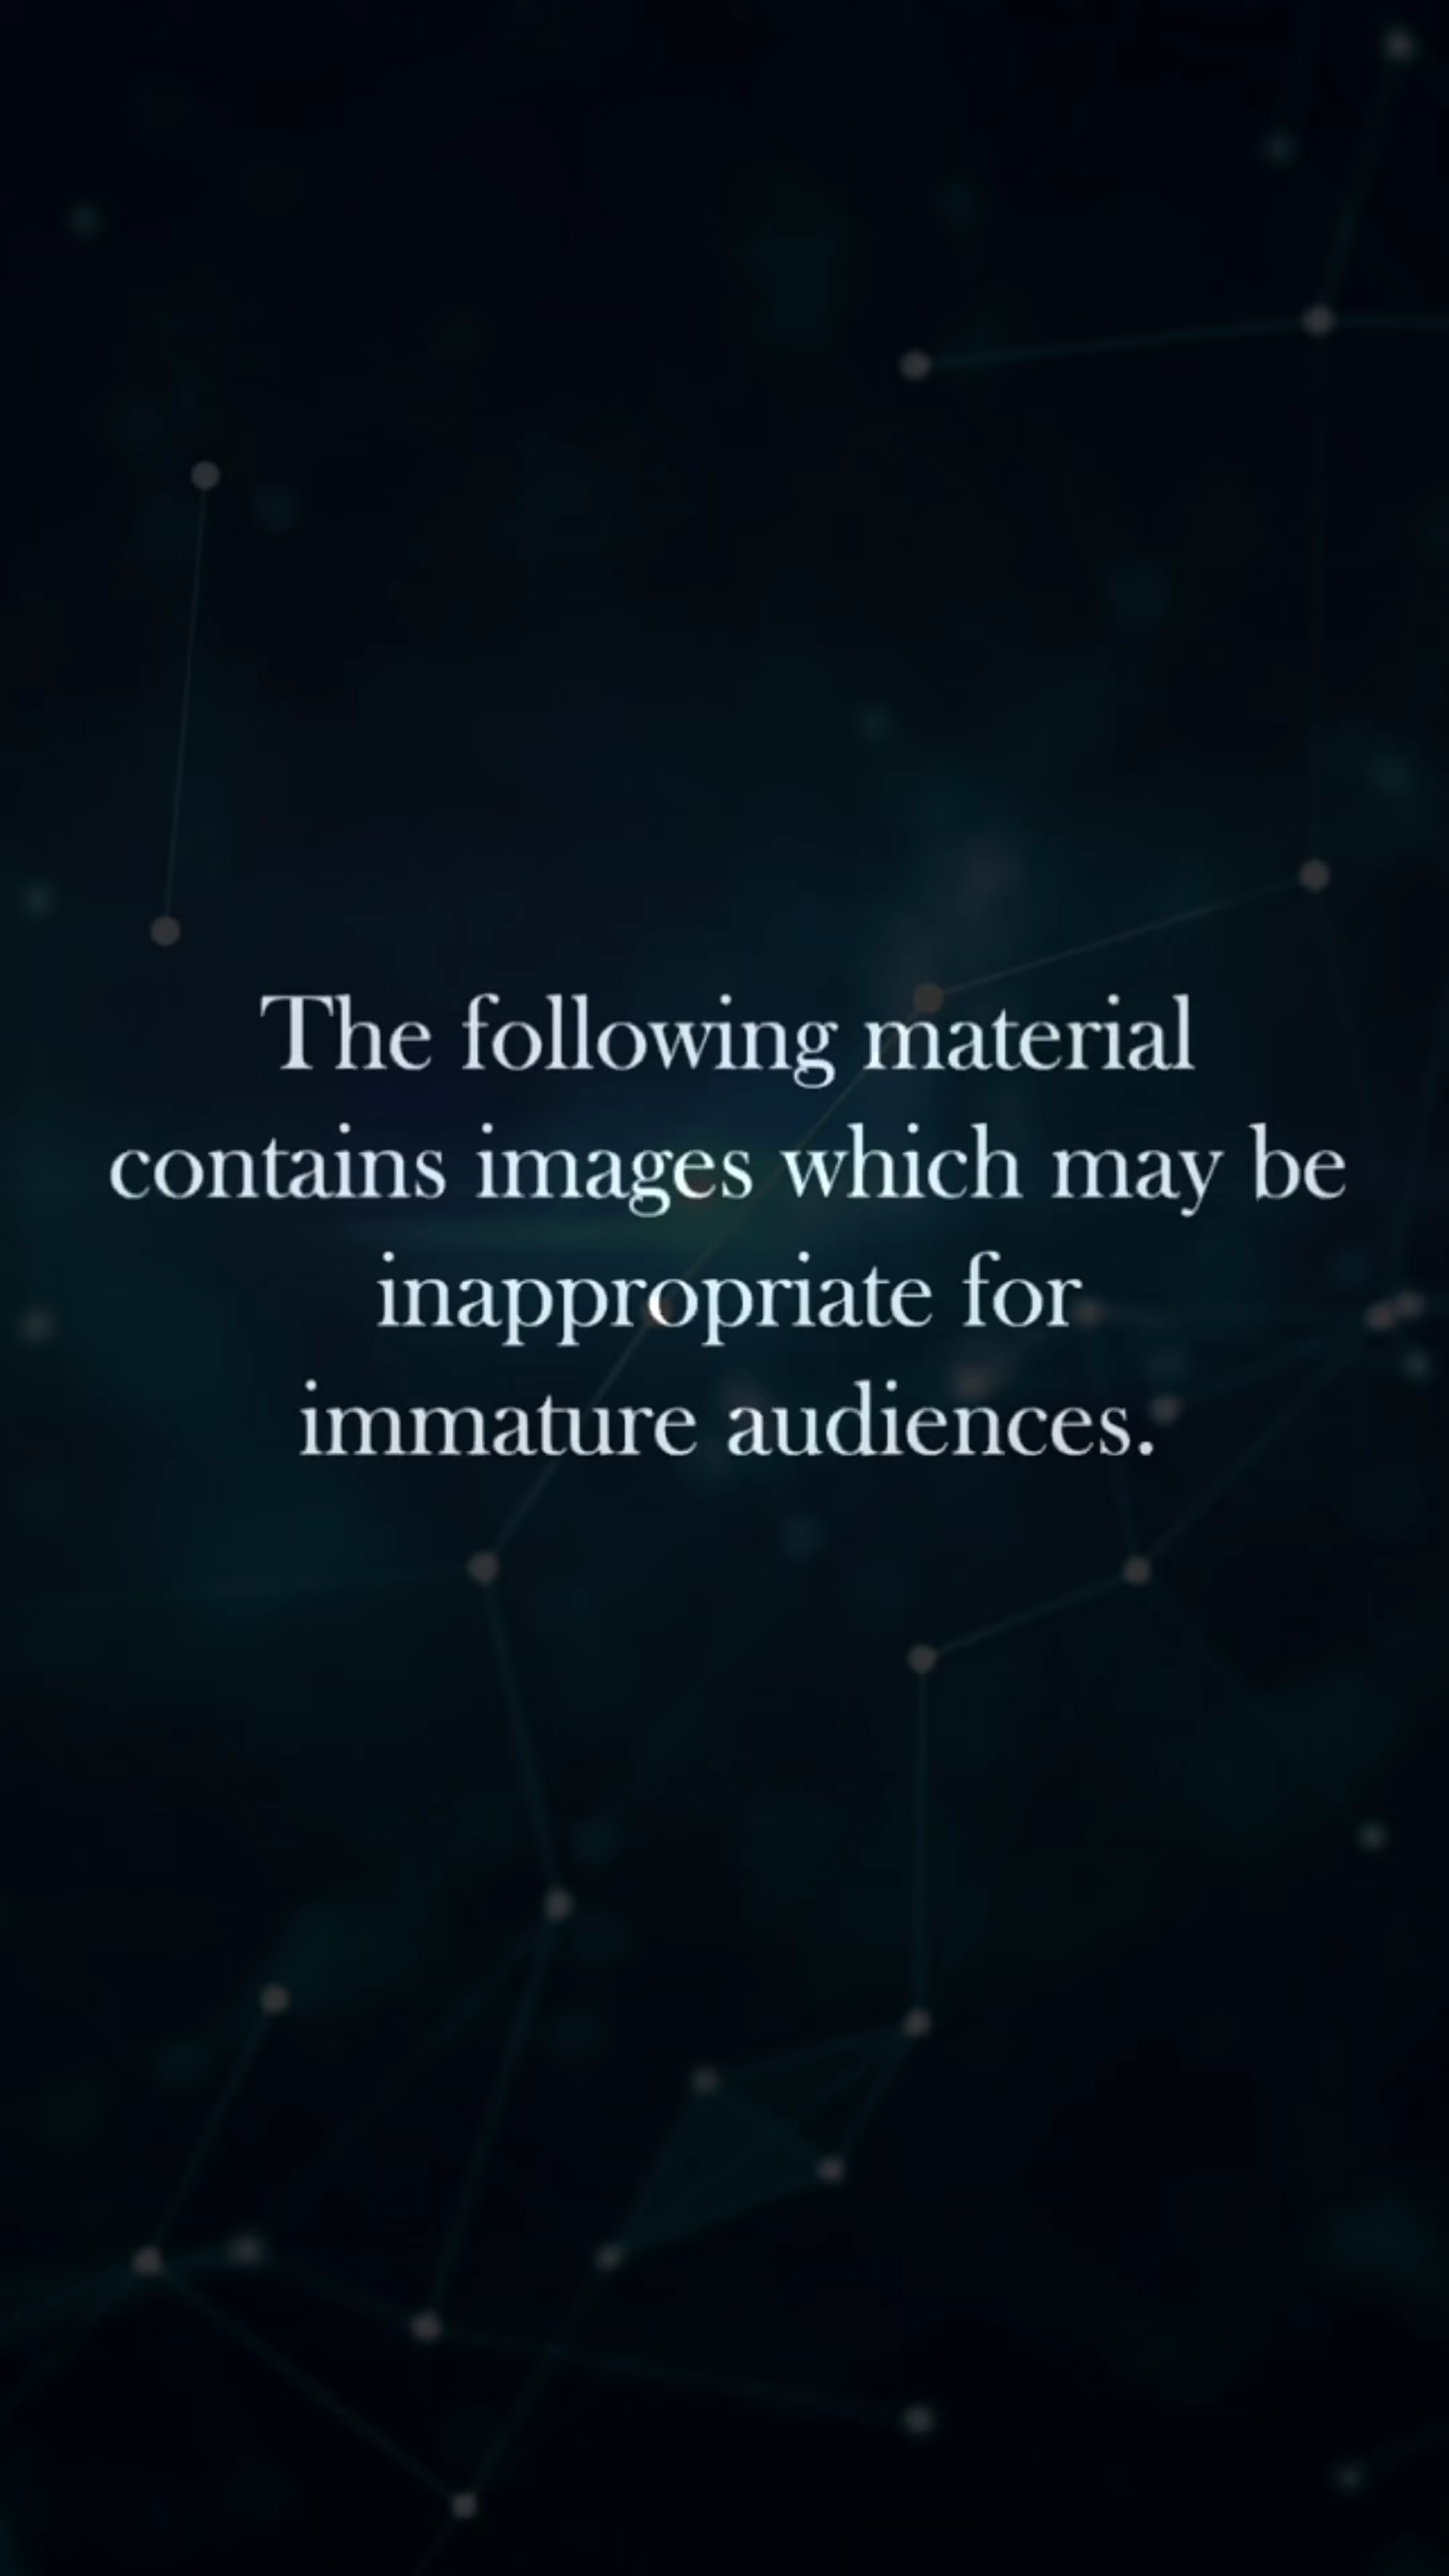 The following material
contains images which may be
inappropriate for
immature audiences.